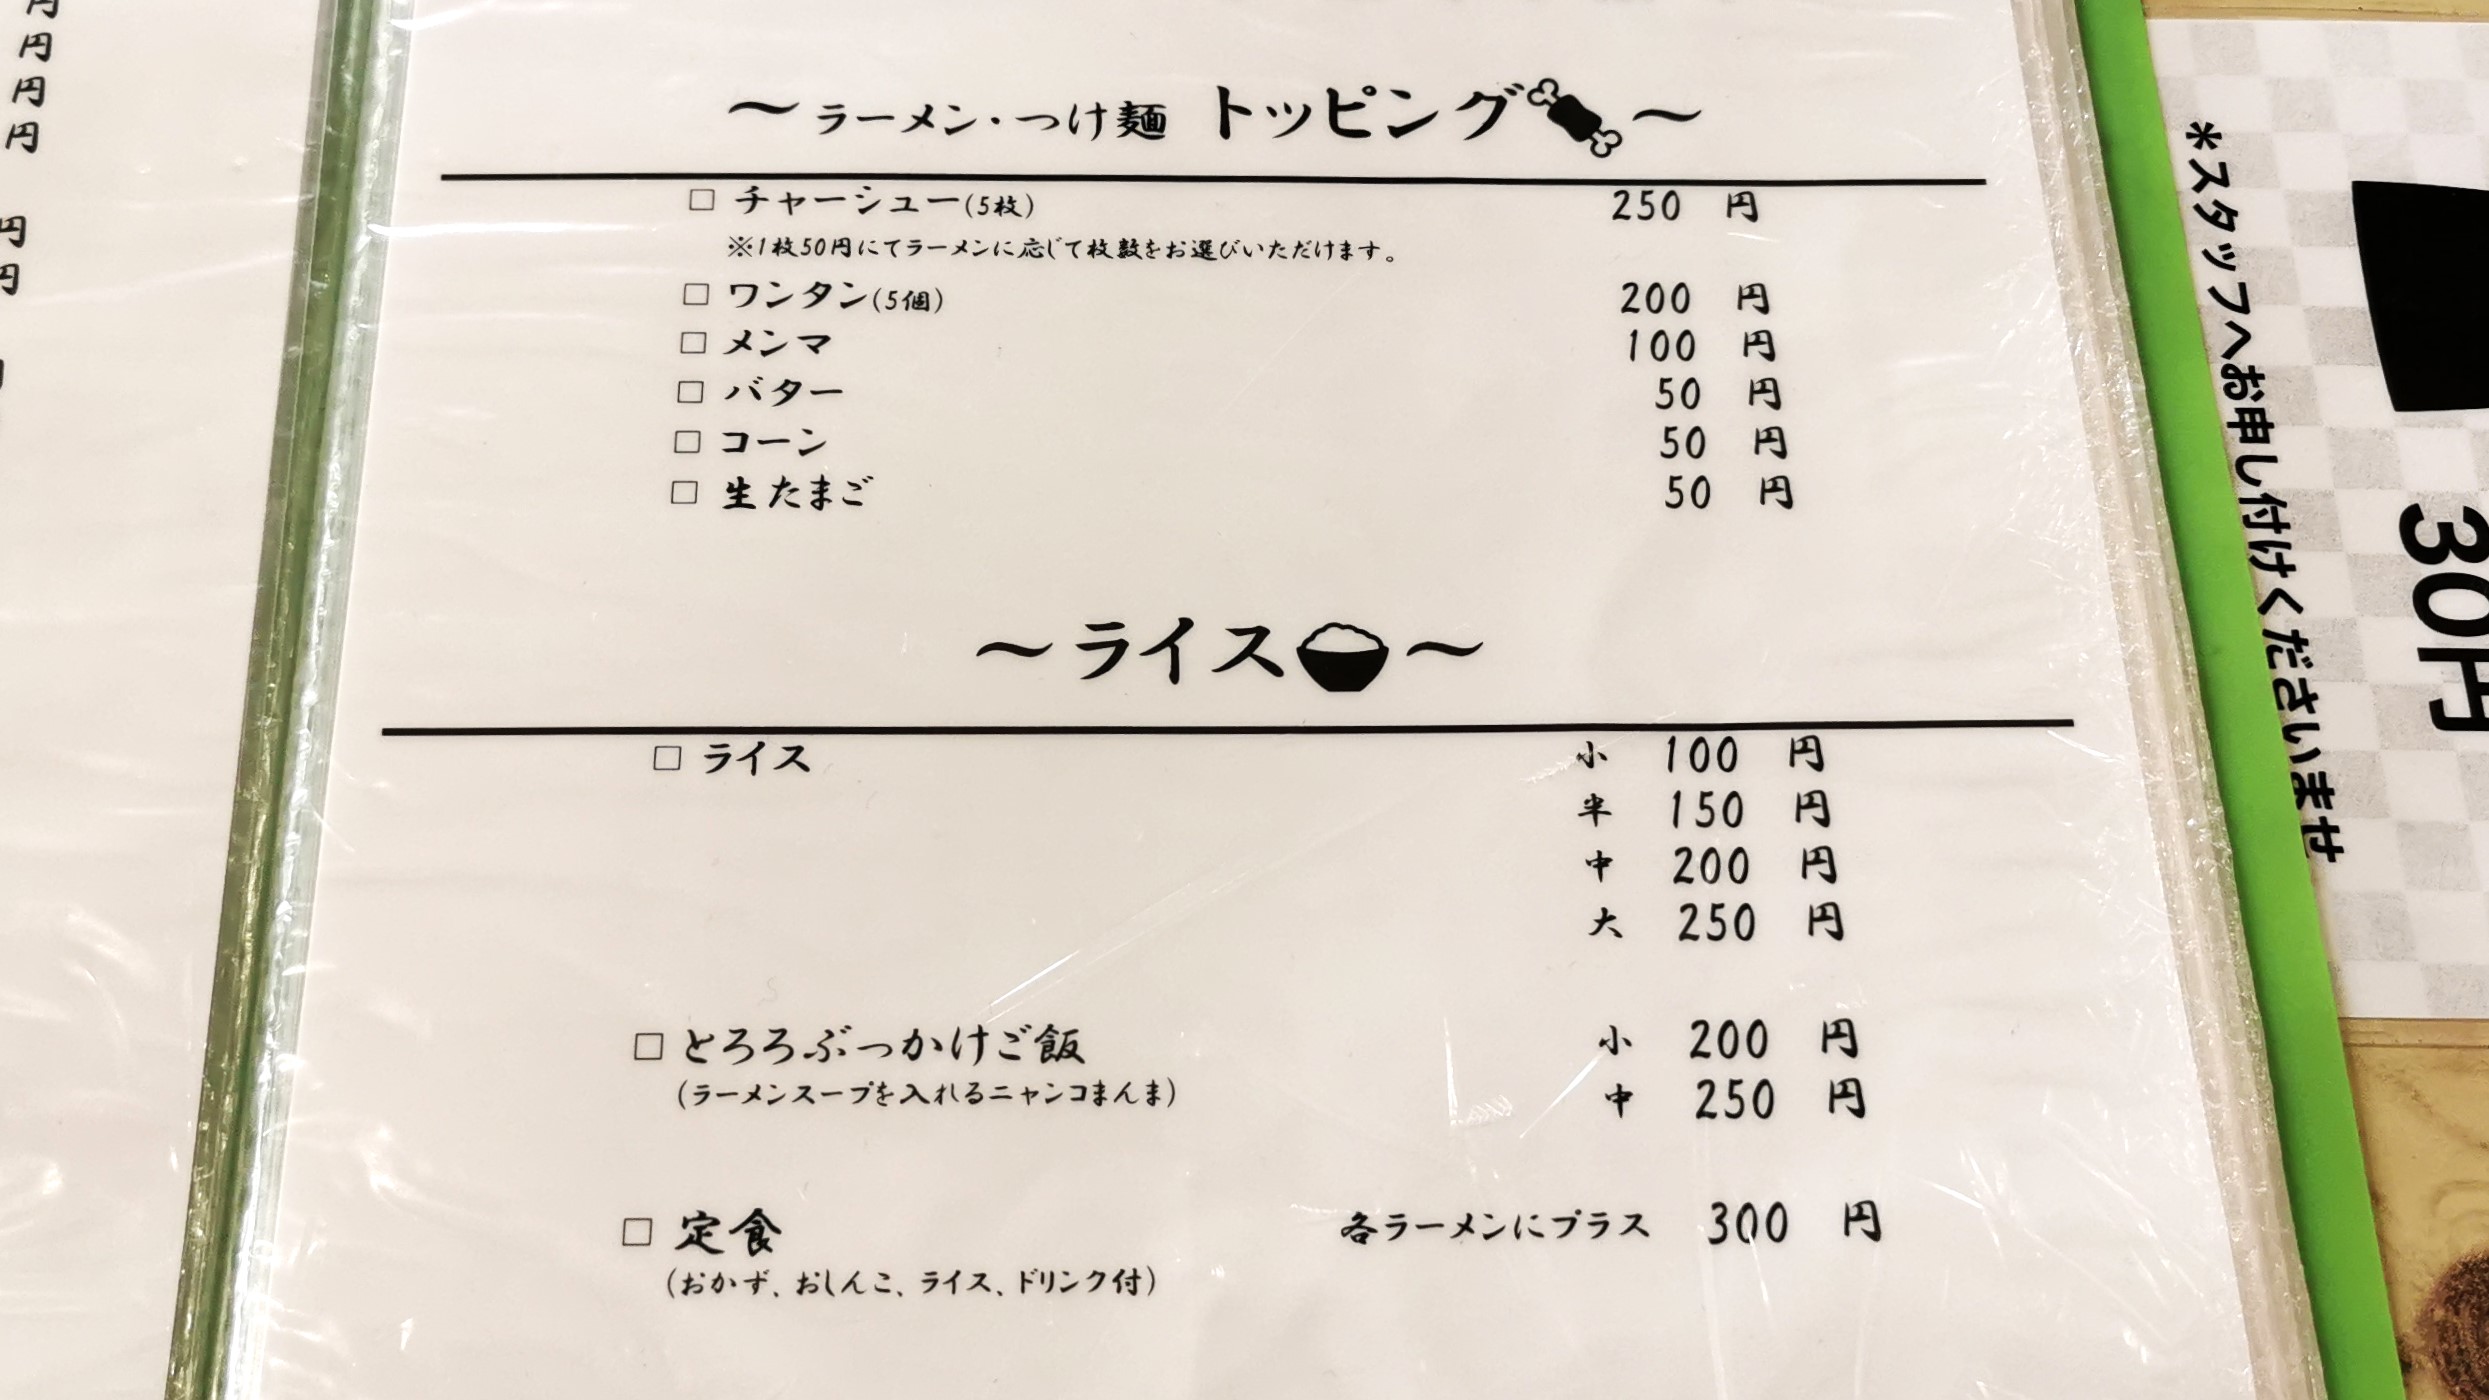 円
円
円
円
円
円
～ラーメン・つけ麺 トッピング～
□ チャーシュー(5枚) 250 円
※1枚50円にてラーメンに応じて枚数をお選びいただけます。
□ ワンタン(5個) 200 円
□ メンマ 100 円
□ バター 50 円
□ コーン 50 円
□ 生たまご 50 円
～ライス～
□ ライス 小 100 円
半 150 円
中 200 円
大 250 円
□ とろろぶっかけご飯 小 200 円
(ラーメンスープを入れるニャンコまんま) 中 250 円
□ 定食 各ラーメンにプラス 300 円
(おかず、おしんこ、ライス、ドリンク付)
30円
*スタッフへお申し付けくださいませ